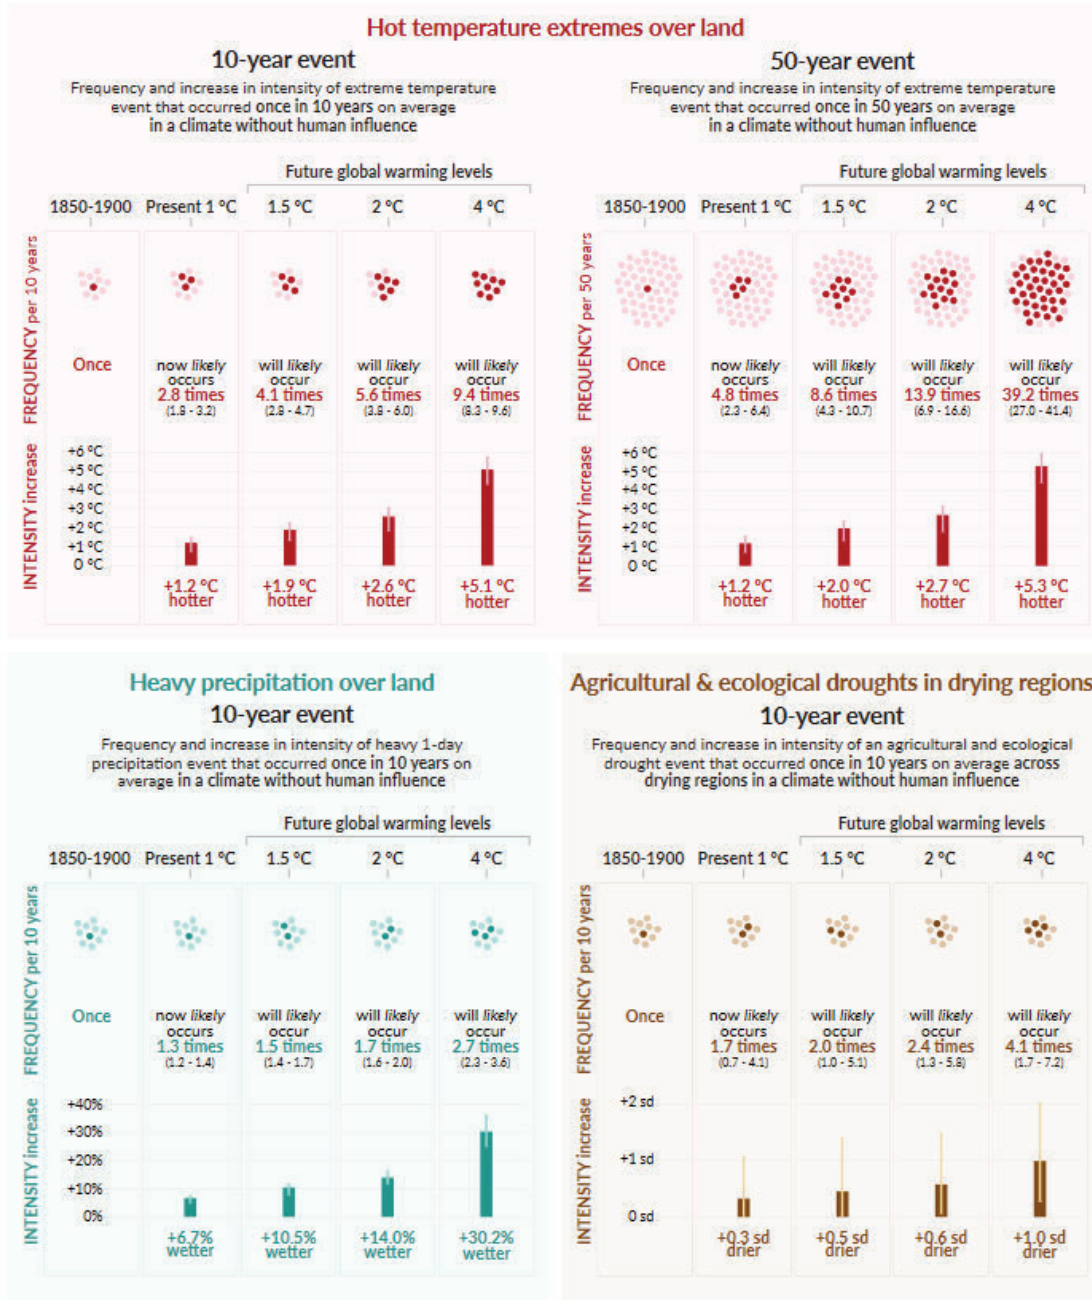 Hot temperature extremes over land
10-year event
Frequency and increase in intensity of extreme temperature
event that occurred once in 10 years on average
in a climate without human influence
Future global warming levels
1850-1900 Present 1 °C 1.5 °C 2 °C 4 °C
FREQUENCY per 10 years
Once
now likely occurs 2.8 times (1.8 - 3.2)
will likely occur 4.1 times (2.8 - 4.7)
will likely occur 5.6 times (3.8 - 6.0)
will likely occur 9.4 times (8.3 - 9.6)
INTENSITY increase
+6 °C
+5 °C
+4 °C
+3 °C
+2 °C
+1 °C
0 °C
+1.2 °C hotter
+1.9 °C hotter
+2.6 °C hotter
+5.1 °C hotter
50-year event
Frequency and increase in intensity of extreme temperature
event that occurred once in 50 years on average
in a climate without human influence
Future global warming levels
1850-1900 Present 1 °C 1.5 °C 2 °C 4 °C
FREQUENCY per 50 years
Once
now likely occurs 4.8 times (2.3 - 6.4)
will likely occur 8.6 times (4.3 - 10.7)
will likely occur 13.9 times (6.9 - 16.6)
will likely occur 39.2 times (27.0 - 41.4)
INTENSITY increase
+6 °C
+5 °C
+4 °C
+3 °C
+2 °C
+1 °C
0 °C
+1.2 °C hotter
+2.0 °C hotter
+2.7 °C hotter
+5.3 °C hotter
Heavy precipitation over land
10-year event
Frequency and increase in intensity of heavy 1-day
precipitation event that occurred once in 10 years on
average in a climate without human influence
Future global warming levels
1850-1900 Present 1 °C 1.5 °C 2 °C 4 °C
FREQUENCY per 10 years
Once
now likely occurs 1.3 times (1.2 - 1.4)
will likely occur 1.5 times (1.4 - 1.7)
will likely occur 1.7 times (1.6 - 2.0)
will likely occur 2.7 times (2.3 - 3.6)
INTENSITY increase
+40%
+30%
+20%
+10%
0%
+6.7% wetter
+10.5% wetter
+14.0% wetter
+30.2% wetter
Agricultural & ecological droughts in drying regions
10-year event
Frequency and increase in intensity of an agricultural and ecological
drought event that occurred once in 10 years on average across
drying regions in a climate without human influence
Future global warming levels
1850-1900 Present 1 °C 1.5 °C 2 °C 4 °C
FREQUENCY per 10 years
Once
now likely occurs 1.7 times (0.7 - 4.1)
will likely occur 2.0 times (1.0 - 5.1)
will likely occur 2.4 times (1.3 - 5.8)
will likely occur 4.1 times (1.7 - 7.2)
INTENSITY increase
+2 sd
+1 sd
0 sd
+0.3 sd drier
+0.5 sd drier
+0.6 sd drier
+1.0 sd drier